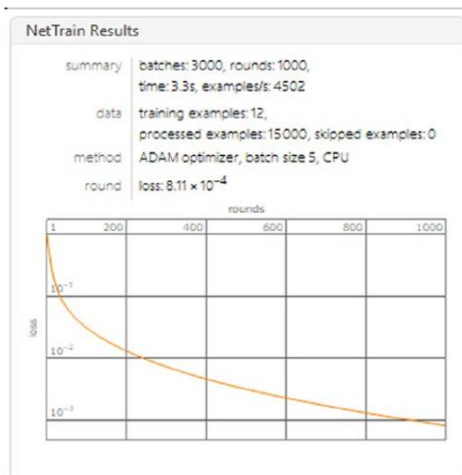 NetTrain Results
summary batches: 3000, rounds: 1000,
time: 3.3s, examples/s: 4502
data training examples: 12,
processed examples: 15000, skipped examples: 0
method ADAM optimizer, batch size 5, CPU
round loss: 8.11 × 10⁻⁴
rounds
1 200 400 600 800 1000
10⁻¹
loss
10⁻²
10⁻³